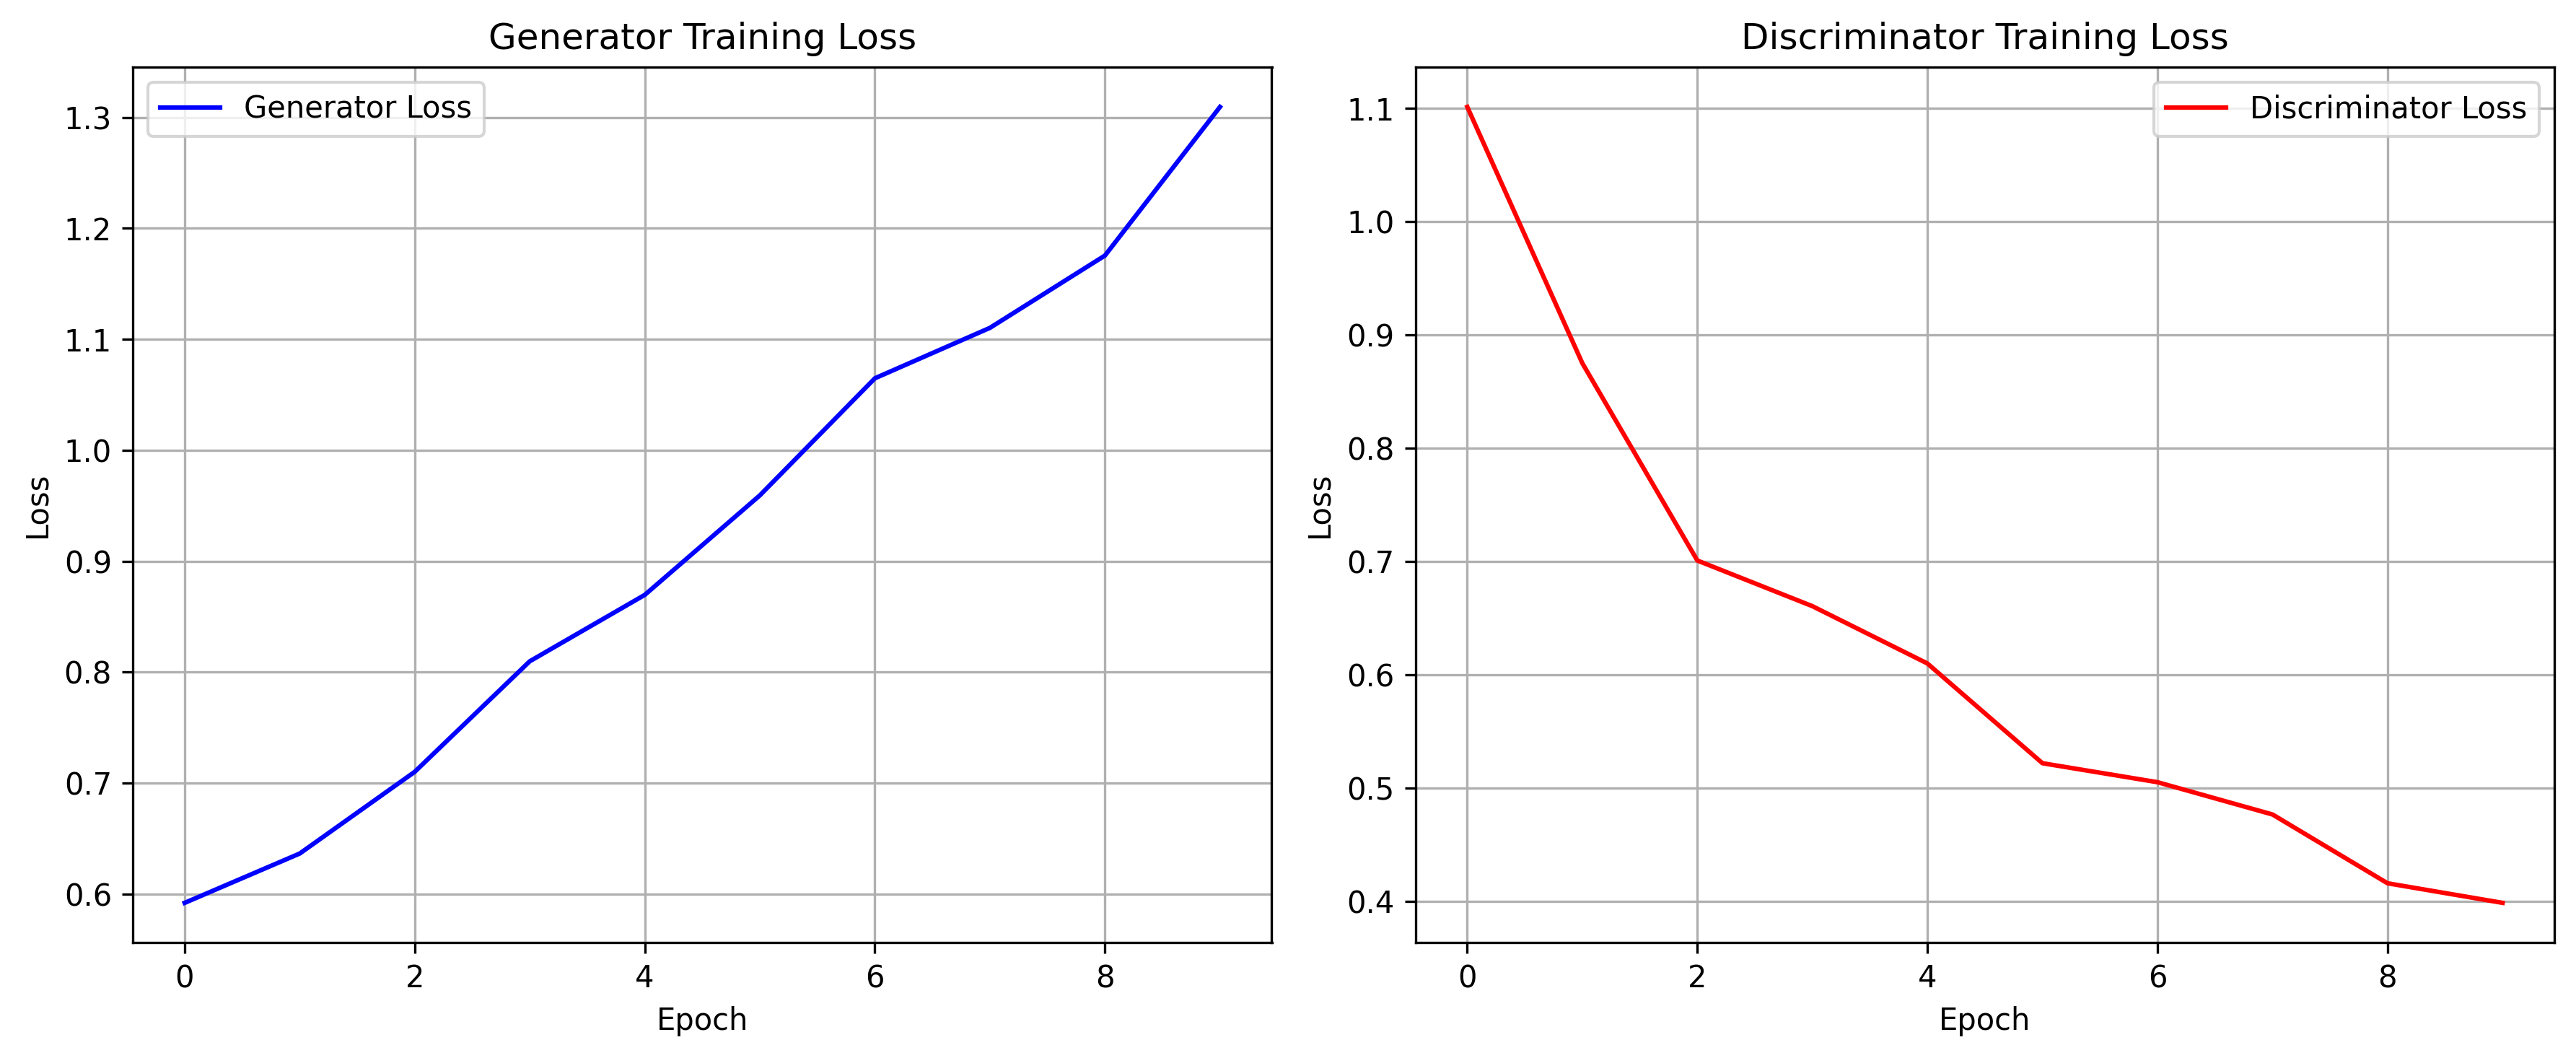 Generator Training Loss
Generator Loss
1.3
1.2
1.1
1.0
0.9
0.8
0.7
0.6
Loss
0 2 4 6 8
Epoch
Discriminator Training Loss
Discriminator Loss
1.1
1.0
0.9
0.8
0.7
0.6
0.5
0.4
Loss
0 2 4 6 8
Epoch